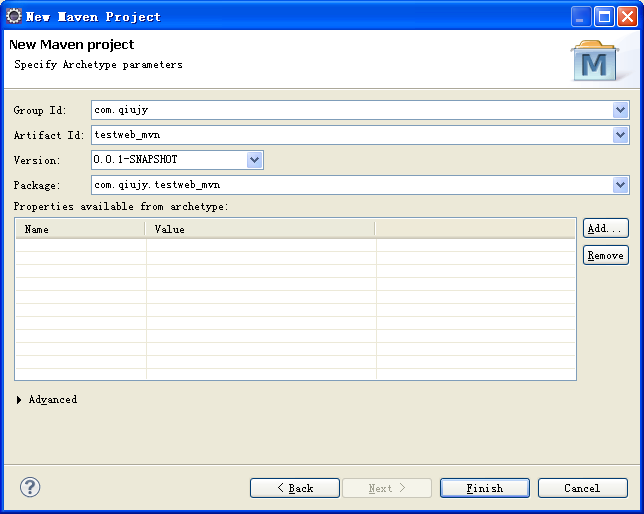 New Maven Project
New Maven project
Specify Archetype parameters
M
Group Id: com.qiujy
Artifact Id: testweb_mvn
Version: 0.0.1-SNAPSHOT
Package: com.qiujy.testweb_mvn
Properties available from archetype:
Name Value Add...
Remove
Advanced
? < Back Next > Finish Cancel